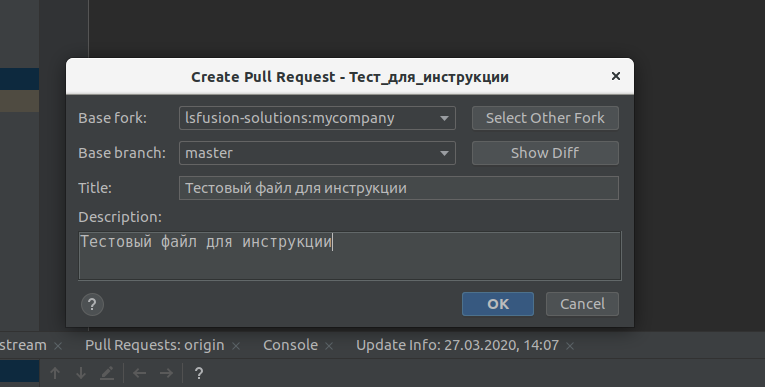 Create Pull Request - Тест_для_инструкции
Base fork: lsfusion-solutions:mycompany Select Other Fork
Base branch: master Show Diff
Title: Тестовый файл для инструкции
Description:
Тестовый файл для инструкции
? OK Cancel
stream Pull Requests: origin Console Update Info: 27.03.2020, 14:07
?